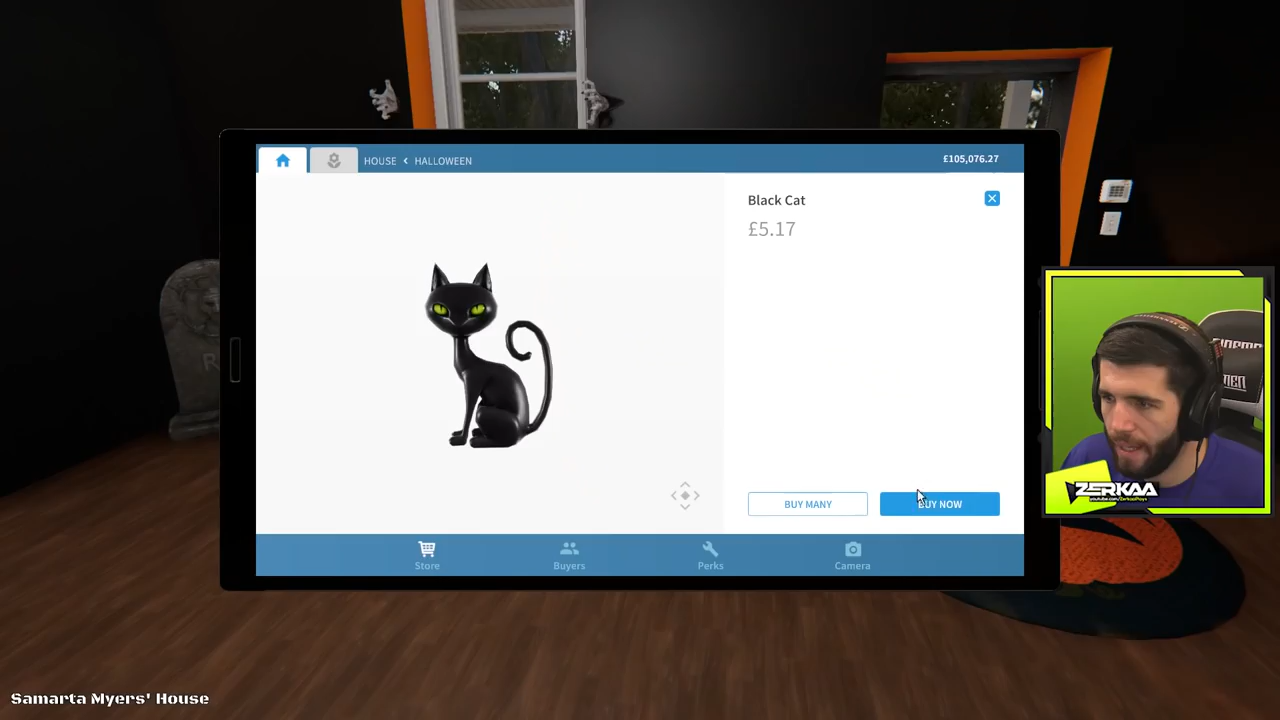 HOUSE < HALLOWEEN
£105,076.27
Black Cat
£5.17
BUY MANY
BUY NOW
Store
Buyers
Perks
Camera
R
ZERKAA
Samarta Myers' House